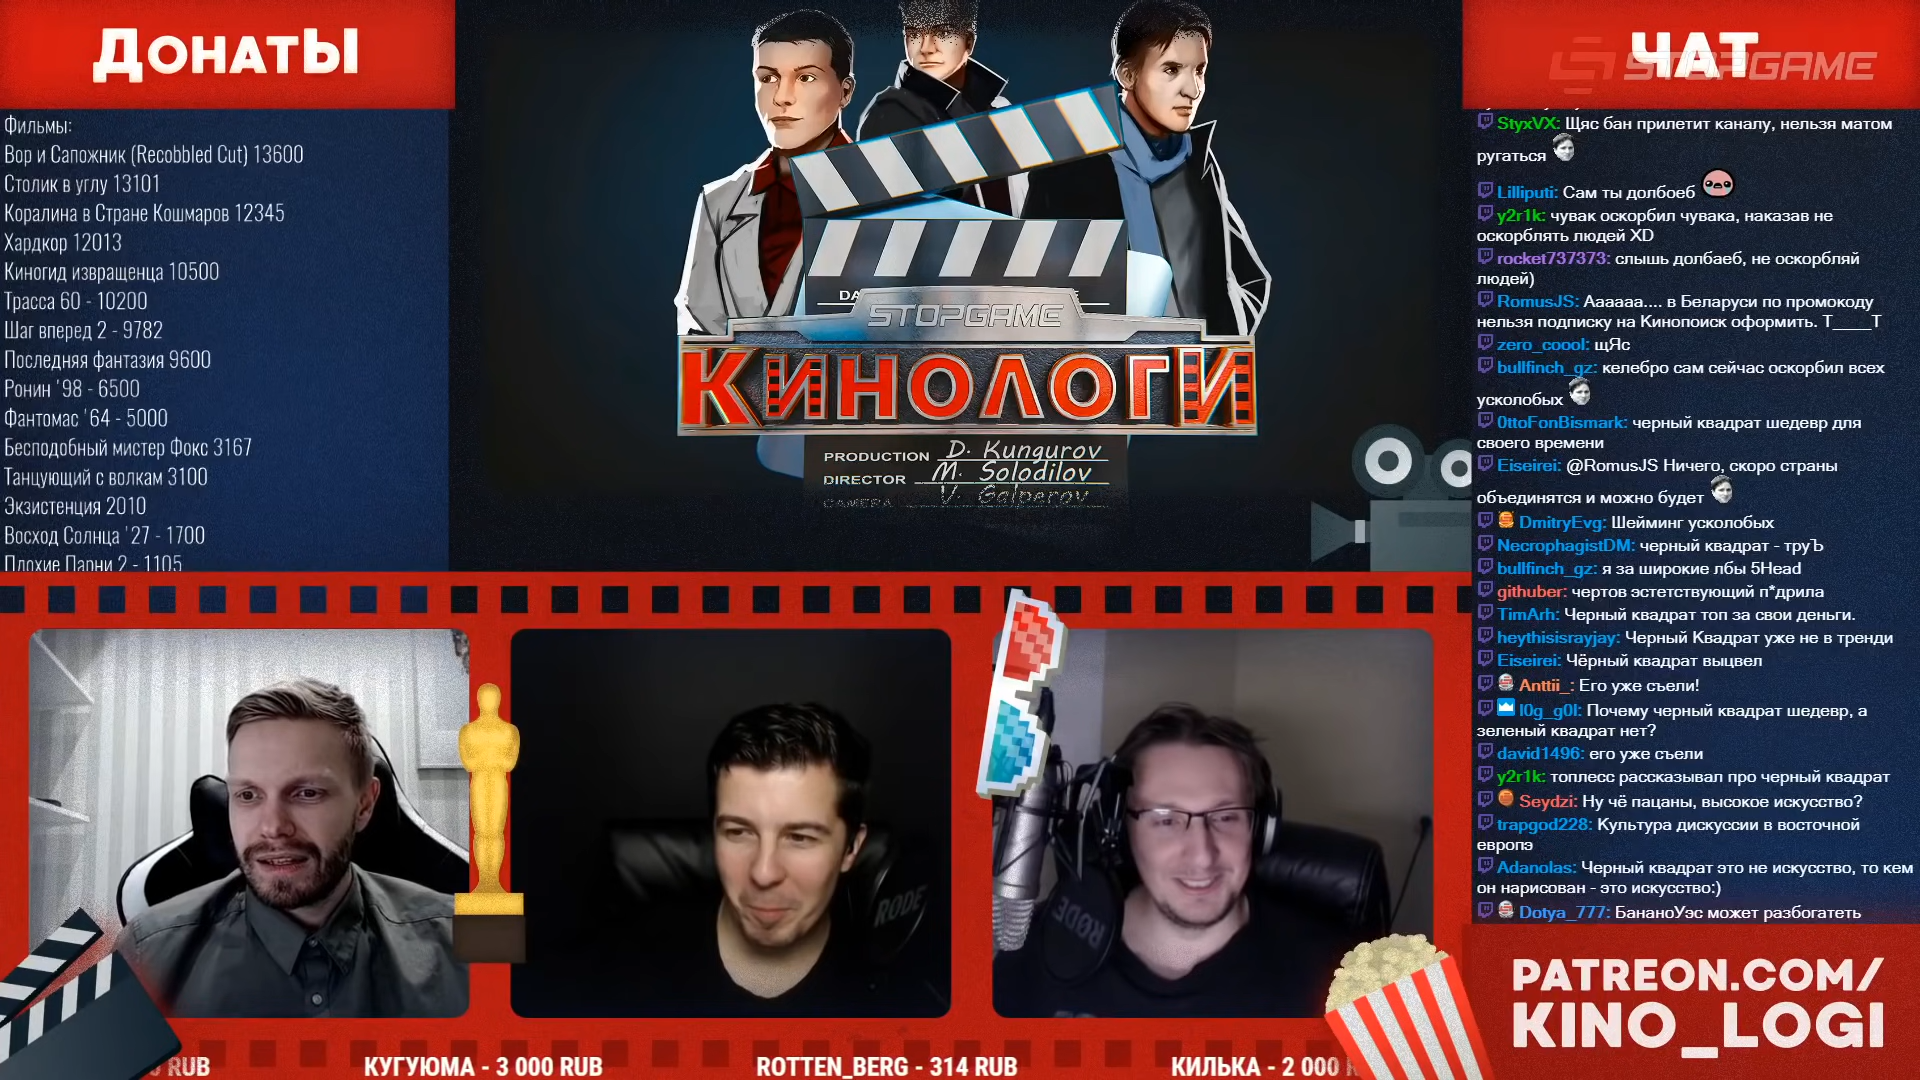 ДОНАТЫ
Фильмы:
Вор и Сапожник (Recobbled Cut) 13600
Столик в углу 13101
Коралина в Стране Кошмаров 12345
Хардкор 12013
Киногид извращенца 10500
Трасса 60 - 10200
Шаг вперед 2 - 9782
Последняя фантазия 9600
Ронин '98 - 6500
Фантомас '64 - 5000
Бесподобный мистер Фокс 3167
Танцующий с волкам 3100
Экзистенция 2010
Восход Солнца '27 - 1700
Плохие Парни 2 - 1105
STOPGAME
КИНОЛОГИ
PRODUCTION D. Kungurov
DIRECTOR M. Solodilov
CAMERA V. Galperov
ЧАТ
STOPGAME
StyxVX: Щяс бан прилетит каналу, нельзя матом
ругаться
Lilliputi: Сам ты долбоеб
y2r1k: чувак оскорбил чувака, наказав не
оскорблять людей XD
rocket737373: слышь долбаеб, не оскорбляй
людей)
RomusJS: Аааааа.... в Беларуси по промокоду
нельзя подписку на Кинопоиск оформить. T____T
zero_coool: щЯс
bullfinch_gz: келебро сам сейчас оскорбил всех
усколобых
0ttoFonBismark: черный квадрат шедевр для
своего времени
Eiseirei: @RomusJS Ничего, скоро страны
объединятся и можно будет
DmitryEvg: Шейминг усколобых
NecrophagistDM: черный квадрат - труЪ
bullfinch_gz: я за широкие лбы 5Head
githuber: чертов эстетствующий п*дрила
TimArh: Черный квадрат топ за свои деньги.
heythisisrayjay: Черный Квадрат уже не в тренди
Eiseirei: Чёрный квадрат выцвел
Anttii_: Его уже съели!
l0g_g0l: Почему черный квадрат шедевр, а
зеленый квадрат нет?
david1496: его уже съели
y2r1k: топлесс рассказывал про черный квадрат
Seydzi: Ну чё пацаны, высокое искусство?
trapgod228: Культура дискуссии в восточной
европэ
Adanolas: Черный квадрат это не искусство, то кем
он нарисован - это искусство:)
Dotya_777: БананоУэс может разбогатеть
RODE
RØDE
PATREON.COM/
KINO_LOGI
RUB
КУГУЮМА - 3 000 RUB
ROTTEN_BERG - 314 RUB
КИЛЬКА - 2 000